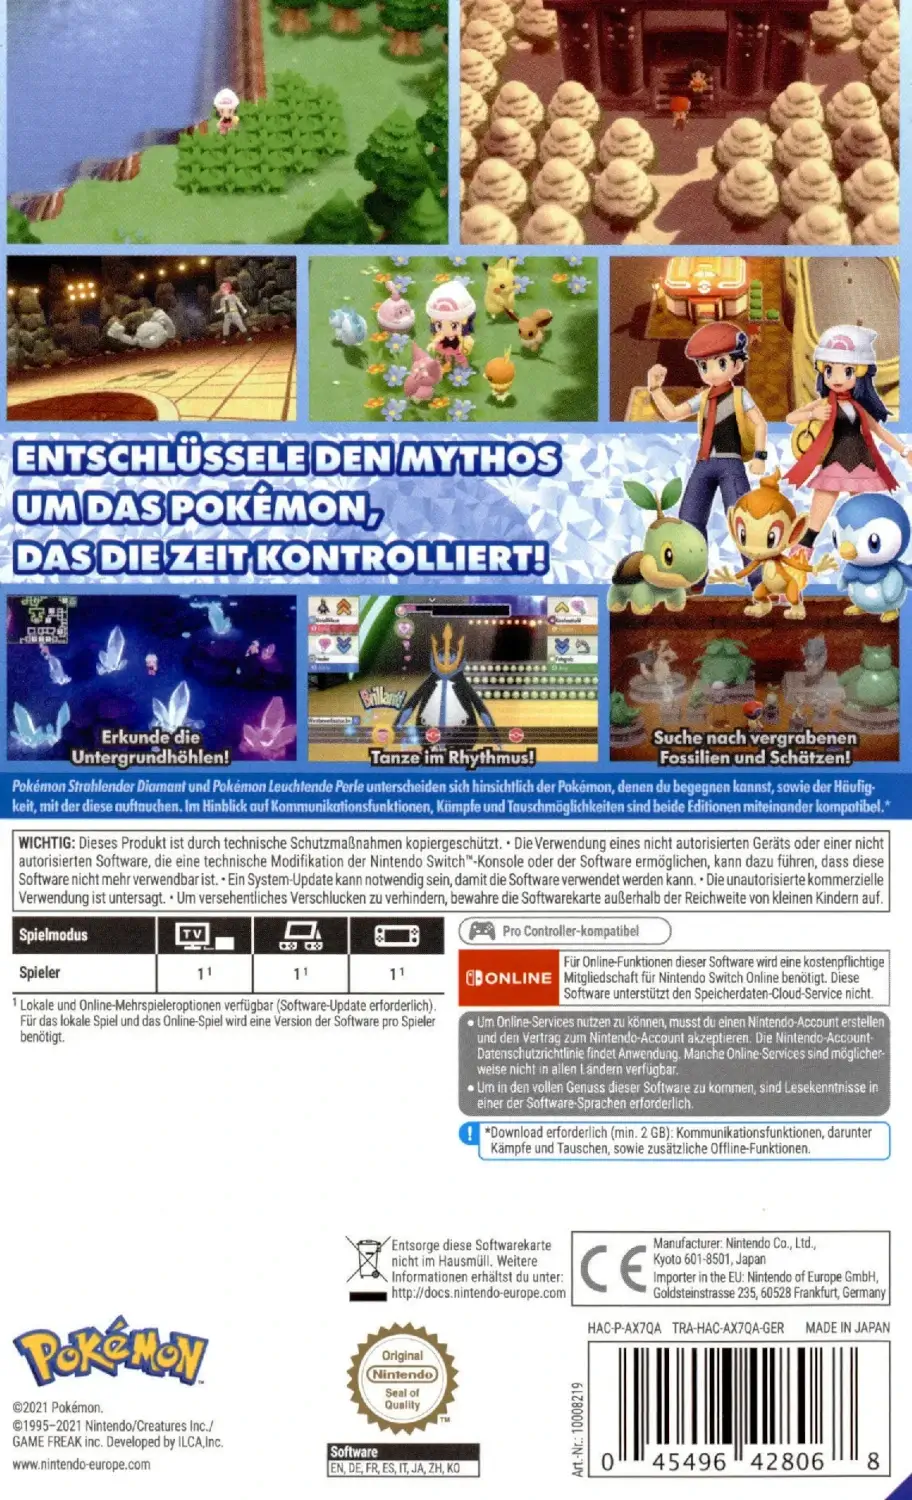 ENTSCHLÜSSELE DEN MYTHOS
UM DAS POKÉMON,
DAS DIE ZEIT KONTROLLIERT!
Brillant!
Erkunde die
Untergrundhöhlen!
Tanze im Rhythmus!
Suche nach vergrabenen
Fossilien und Schätzen!
Pokémon Strahlender Diamant und Pokémon Leuchtende Perle unterscheiden sich hinsichtlich der Pokémon, denen du begegnen kannst, sowie der Häufig-
keit, mit der diese auftauchen. Im Hinblick auf Kommunikationsfunktionen, Kämpfe und Tauschmöglichkeiten sind beide Editionen miteinander kompatibel.*
WICHTIG: Dieses Produkt ist durch technische Schutzmaßnahmen kopiergeschützt. • Die Verwendung eines nicht autorisierten Geräts oder einer nicht
autorisierten Software, die eine technische Modifikation der Nintendo Switch™-Konsole oder der Software ermöglichen, kann dazu führen, dass diese
Software nicht mehr verwendbar ist. • Ein System-Update kann notwendig sein, damit die Software verwendet werden kann. • Die unautorisierte kommerzielle
Verwendung ist untersagt. • Um versehentliches Verschlucken zu verhindern, bewahre die Softwarekarte außerhalb der Reichweite von kleinen Kindern auf.
Spielmodus TV
Spieler 1¹ 1¹ 1¹
¹ Lokale und Online-Mehrspieleroptionen verfügbar (Software-Update erforderlich).
Für das lokale Spiel und das Online-Spiel wird eine Version der Software pro Spieler
benötigt.
Pro Controller-kompatibel
ONLINE
Für Online-Funktionen dieser Software wird eine kostenpflichtige
Mitgliedschaft für Nintendo Switch Online benötigt. Diese
Software unterstützt den Speicherdaten-Cloud-Service nicht.
• Um Online-Services nutzen zu können, musst du einen Nintendo-Account erstellen
und den Vertrag zum Nintendo-Account akzeptieren. Die Nintendo-Account-
Datenschutzrichtlinie findet Anwendung. Manche Online-Services sind möglicher-
weise nicht in allen Ländern verfügbar.
• Um in den vollen Genuss dieser Software zu kommen, sind Lesekenntnisse in
einer der Software-Sprachen erforderlich.
! *Download erforderlich (min. 2 GB): Kommunikationsfunktionen, darunter
Kämpfe und Tauschen, sowie zusätzliche Offline-Funktionen.
Entsorge diese Softwarekarte
nicht im Hausmüll. Weitere
Informationen erhältst du unter:
http://docs.nintendo-europe.com
CE
Manufacturer: Nintendo Co., Ltd.,
Kyoto 601-8501, Japan
Importer in the EU: Nintendo of Europe GmbH,
Goldsteinstrasse 235, 60528 Frankfurt, Germany
HAC-P-AX7QA TRA-HAC-AX7QA-GER MADE IN JAPAN
POKéMON™
©2021 Pokémon.
©1995–2021 Nintendo/Creatures Inc./
GAME FREAK inc. Developed by ILCA,Inc.
www.nintendo-europe.com
Original
Nintendo
Seal of
Quality
TM
Software
EN, DE, FR, ES, IT, JA, ZH, KO
Art.-Nr.: 10008219
0 45496 42806 8